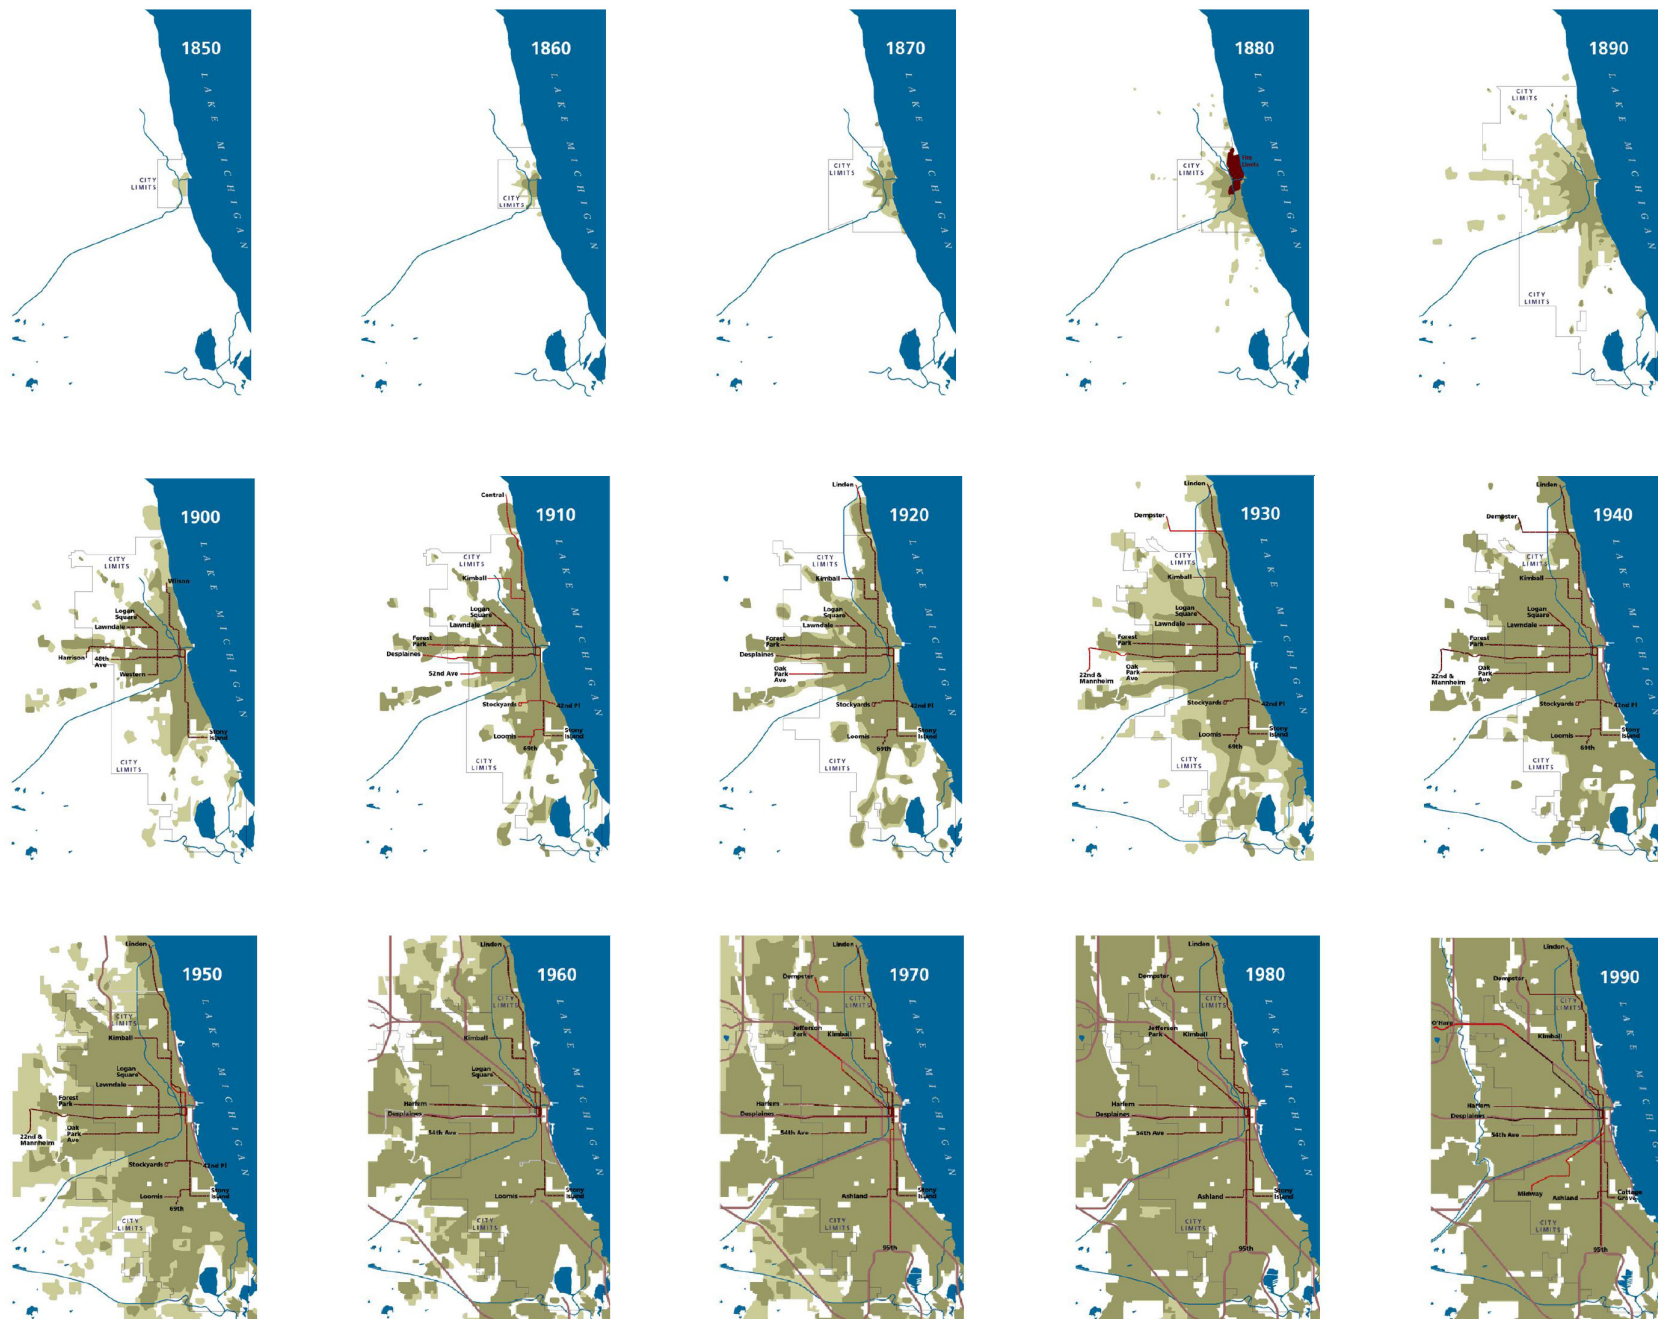 1850
LAKE MICHIGAN
CITY
LIMITS
1860
LAKE MICHIGAN
CITY
LIMITS
1870
LAKE MICHIGAN
CITY
LIMITS
1880
LAKE MICHIGAN
CITY
LIMITS
Fire
Limits
1890
LAKE MICHIGAN
CITY
LIMITS
CITY
LIMITS
1900
LAKE MICHIGAN
CITY
LIMITS
Wilson
Logan
Square
Lawndale
Harrison
48th
Ave
Western
Stony
Island
CITY
LIMITS
Central
1910
LAKE MICHIGAN
CITY
LIMITS
Kimball
Logan
Square
Lawndale
Forest
Park
Desplaines
52nd Ave
Stockyards
42nd Pl
Loomis
Stony
Island
69th
CITY
LIMITS
Linden
1920
LAKE MICHIGAN
CITY
LIMITS
Kimball
Logan
Square
Lawndale
Forest
Park
Desplaines
Oak
Park
Ave
Stockyards
42nd Pl
Loomis
Stony
Island
69th
CITY
LIMITS
Linden
1930
LAKE MICHIGAN
Dempster
CITY
LIMITS
Kimball
Logan
Square
Lawndale
Forest
Park
Oak
Park
Ave
22nd &
Mannheim
Stockyards
42nd Pl
Loomis
Stony
Island
69th
CITY
LIMITS
Linden
1940
LAKE MICHIGAN
Dempster
CITY
LIMITS
Kimball
Logan
Square
Lawndale
Forest
Park
Oak
Park
Ave
22nd &
Mannheim
Stockyards
42nd Pl
Loomis
Stony
Island
69th
CITY
LIMITS
Linden
1950
LAKE MICHIGAN
CITY
LIMITS
Kimball
Logan
Square
Lawndale
Forest
Park
Oak
Park
Ave
22nd &
Mannheim
Stockyards
42nd Pl
Loomis
Stony
Island
69th
CITY
LIMITS
Linden
1960
LAKE MICHIGAN
CITY
LIMITS
Kimball
Logan
Square
Harlem
Desplaines
54th Ave
Loomis
Stony
Island
CITY
LIMITS
Linden
1970
LAKE MICHIGAN
Dempster
CITY
LIMITS
Jefferson
Park
Kimball
Harlem
Desplaines
54th Ave
Ashland
Stony
Island
CITY
LIMITS
95th
Linden
1980
LAKE MICHIGAN
Dempster
CITY
LIMITS
Jefferson
Park
Kimball
Harlem
Desplaines
54th Ave
Ashland
Stony
Island
CITY
LIMITS
95th
Linden
1990
LAKE MICHIGAN
Dempster
CITY
LIMITS
O'Hare
Kimball
Harlem
Desplaines
54th Ave
Midway
Ashland
Cottage
Grove
CITY
LIMITS
95th